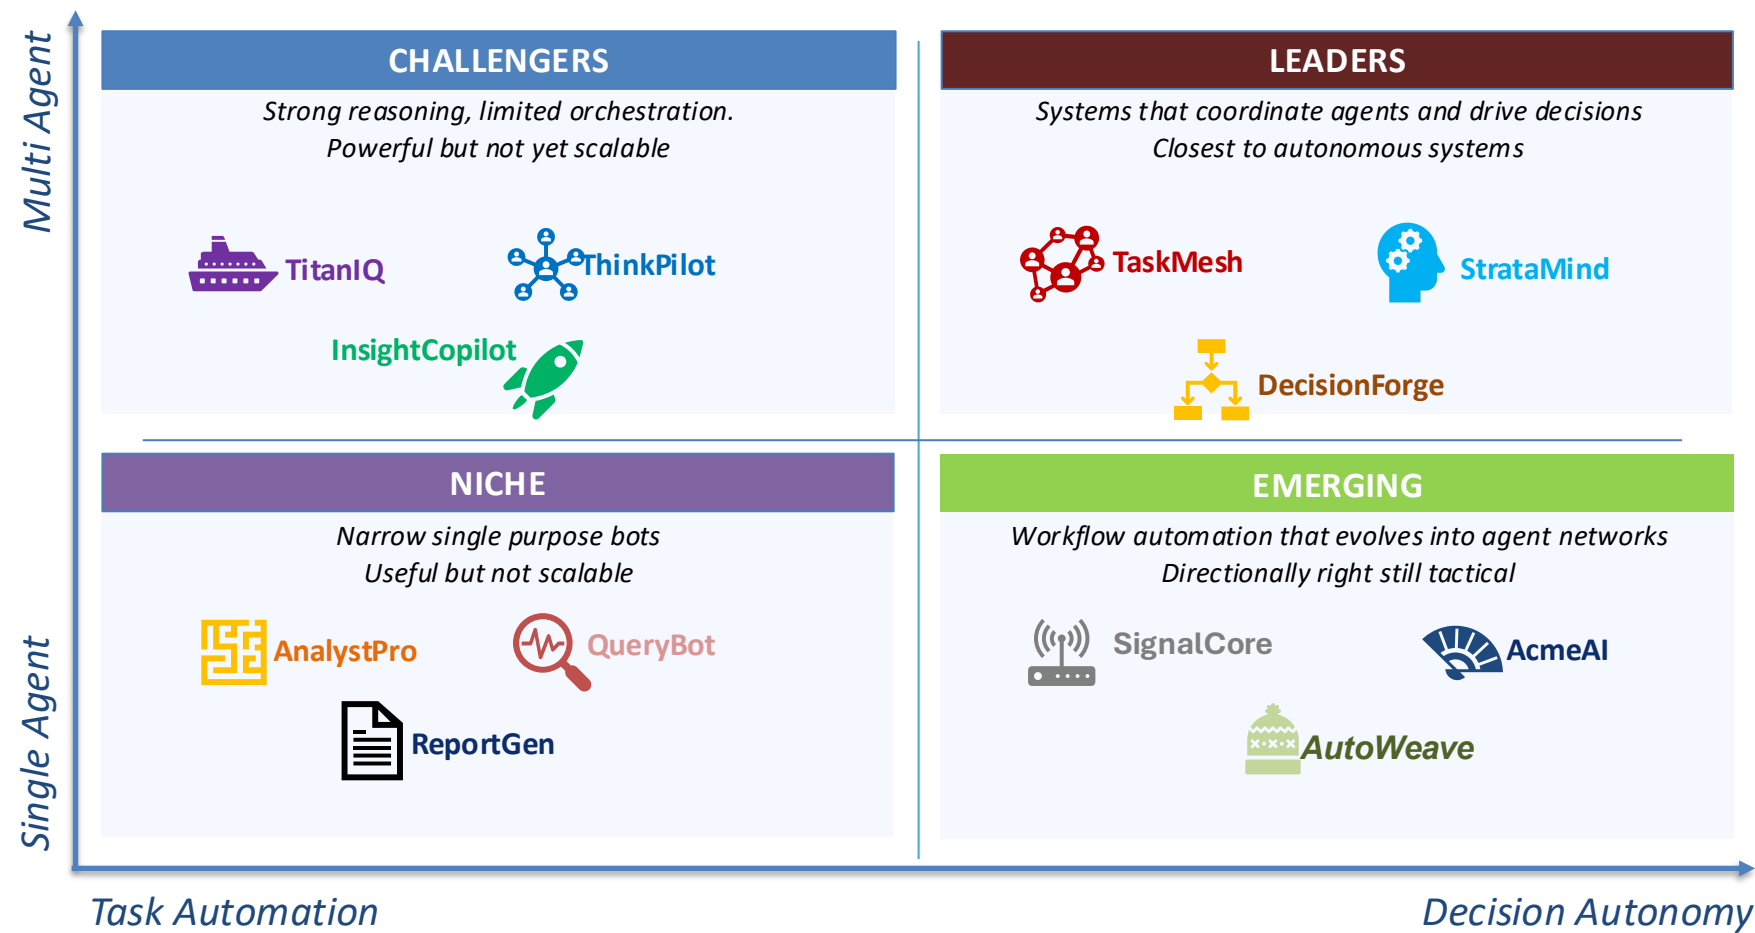 Multi Agent
CHALLENGERS
Strong reasoning, limited orchestration.
Powerful but not yet scalable
TitanIQ
ThinkPilot
InsightCopilot
LEADERS
Systems that coordinate agents and drive decisions
Closest to autonomous systems
TaskMesh
StrataMind
DecisionForge
Single Agent
NICHE
Narrow single purpose bots
Useful but not scalable
AnalystPro
QueryBot
ReportGen
EMERGING
Workflow automation that evolves into agent networks
Directionally right still tactical
SignalCore
AcmeAI
AutoWeave
Task Automation
Decision Autonomy